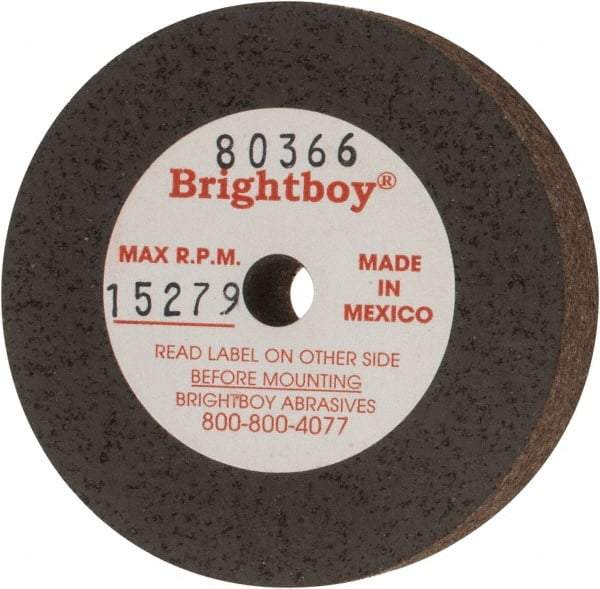 80366
Brightboy®
MAX R.P.M.
15279
MADE
IN
MEXICO
READ LABEL ON OTHER SIDE
BEFORE MOUNTING
BRIGHTBOY ABRASIVES
800-800-4077